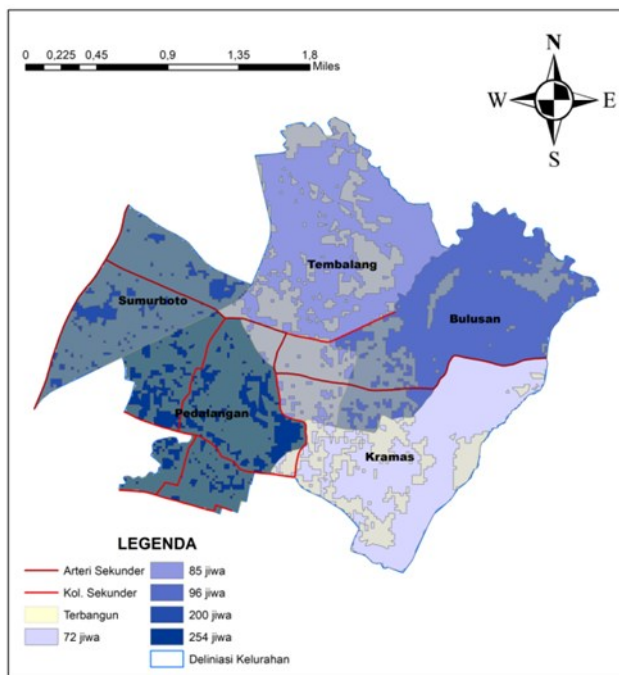 0 0,225 0,45 0,9 1,35 1,8
Miles
N
W E
S
Tembalang
Sumurboto
Bulusan
Pedalangan
Kramas
LEGENDA
Arteri Sekunder
Kol. Sekunder
Terbangun
72 jiwa
85 jiwa
96 jiwa
200 jiwa
254 jiwa
Deliniasi Kelurahan